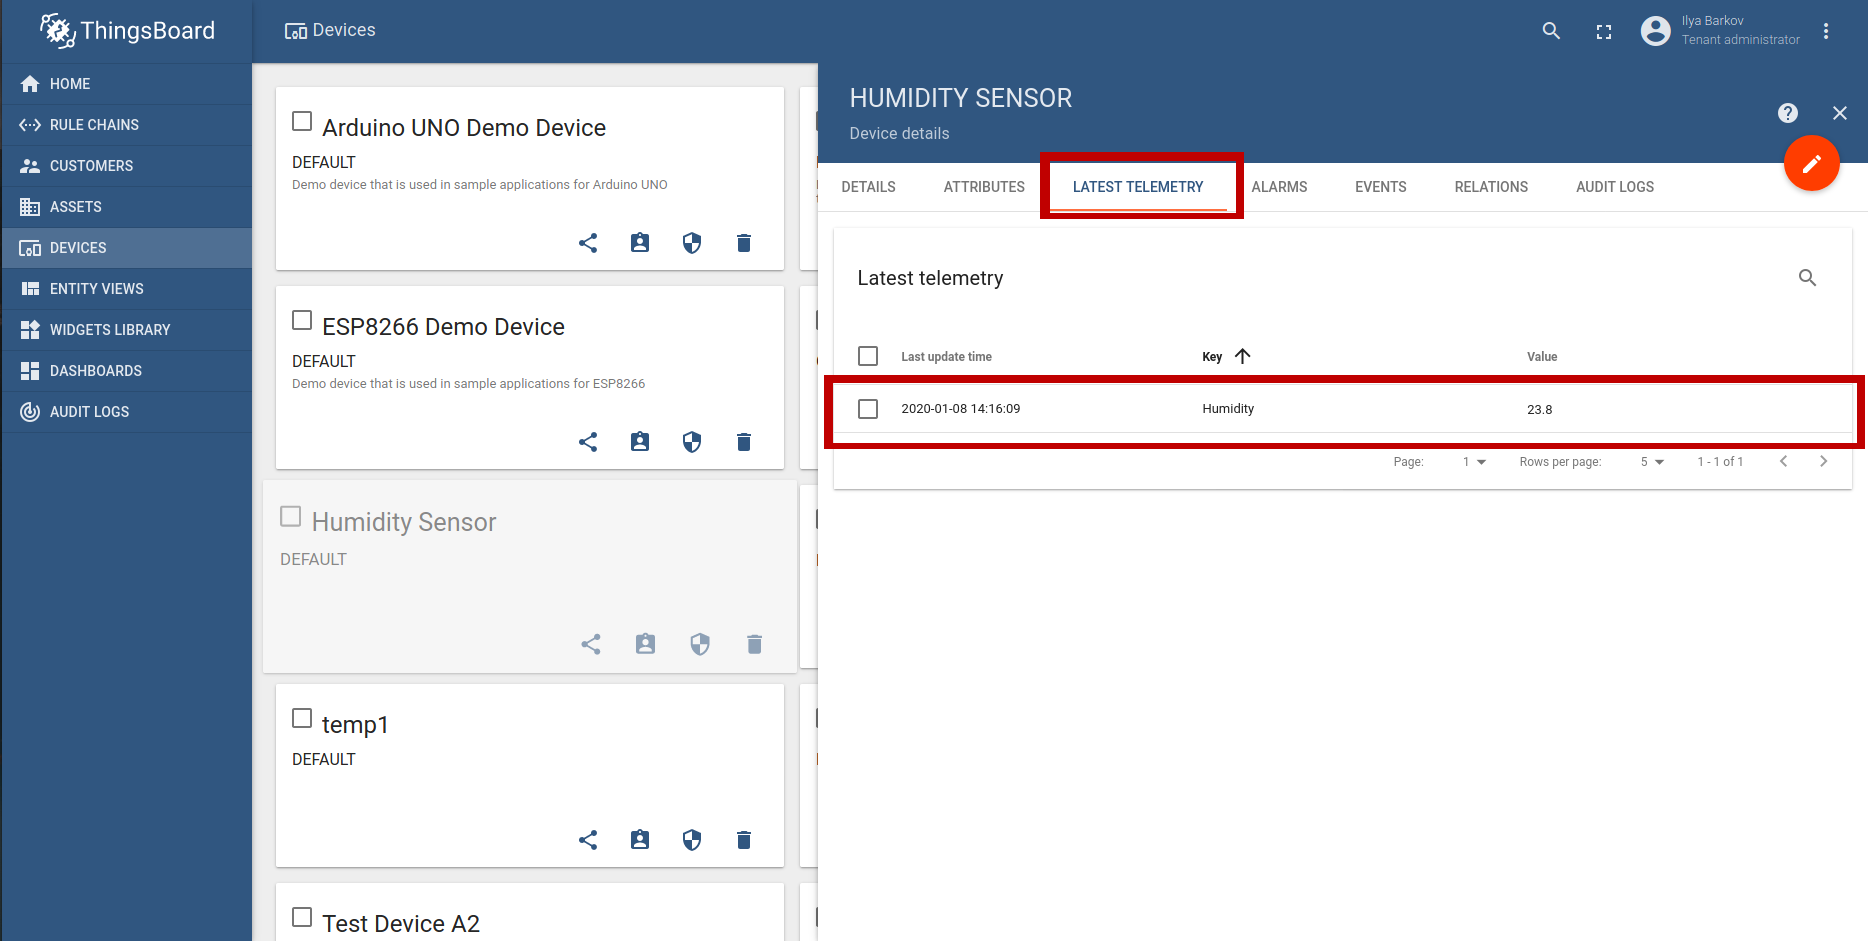 ThingsBoard
Devices
Ilya Barkov
Tenant administrator
HOME
RULE CHAINS
CUSTOMERS
ASSETS
DEVICES
ENTITY VIEWS
WIDGETS LIBRARY
DASHBOARDS
AUDIT LOGS
Arduino UNO Demo Device
DEFAULT
Demo device that is used in sample applications for Arduino UNO
ESP8266 Demo Device
DEFAULT
Demo device that is used in sample applications for ESP8266
Humidity Sensor
DEFAULT
temp1
DEFAULT
Test Device A2
HUMIDITY SENSOR
Device details
DETAILS ATTRIBUTES LATEST TELEMETRY ALARMS EVENTS RELATIONS AUDIT LOGS
Latest telemetry
Last update time Key Value
2020-01-08 14:16:09 Humidity 23.8
Page: 1 Rows per page: 5 1 - 1 of 1